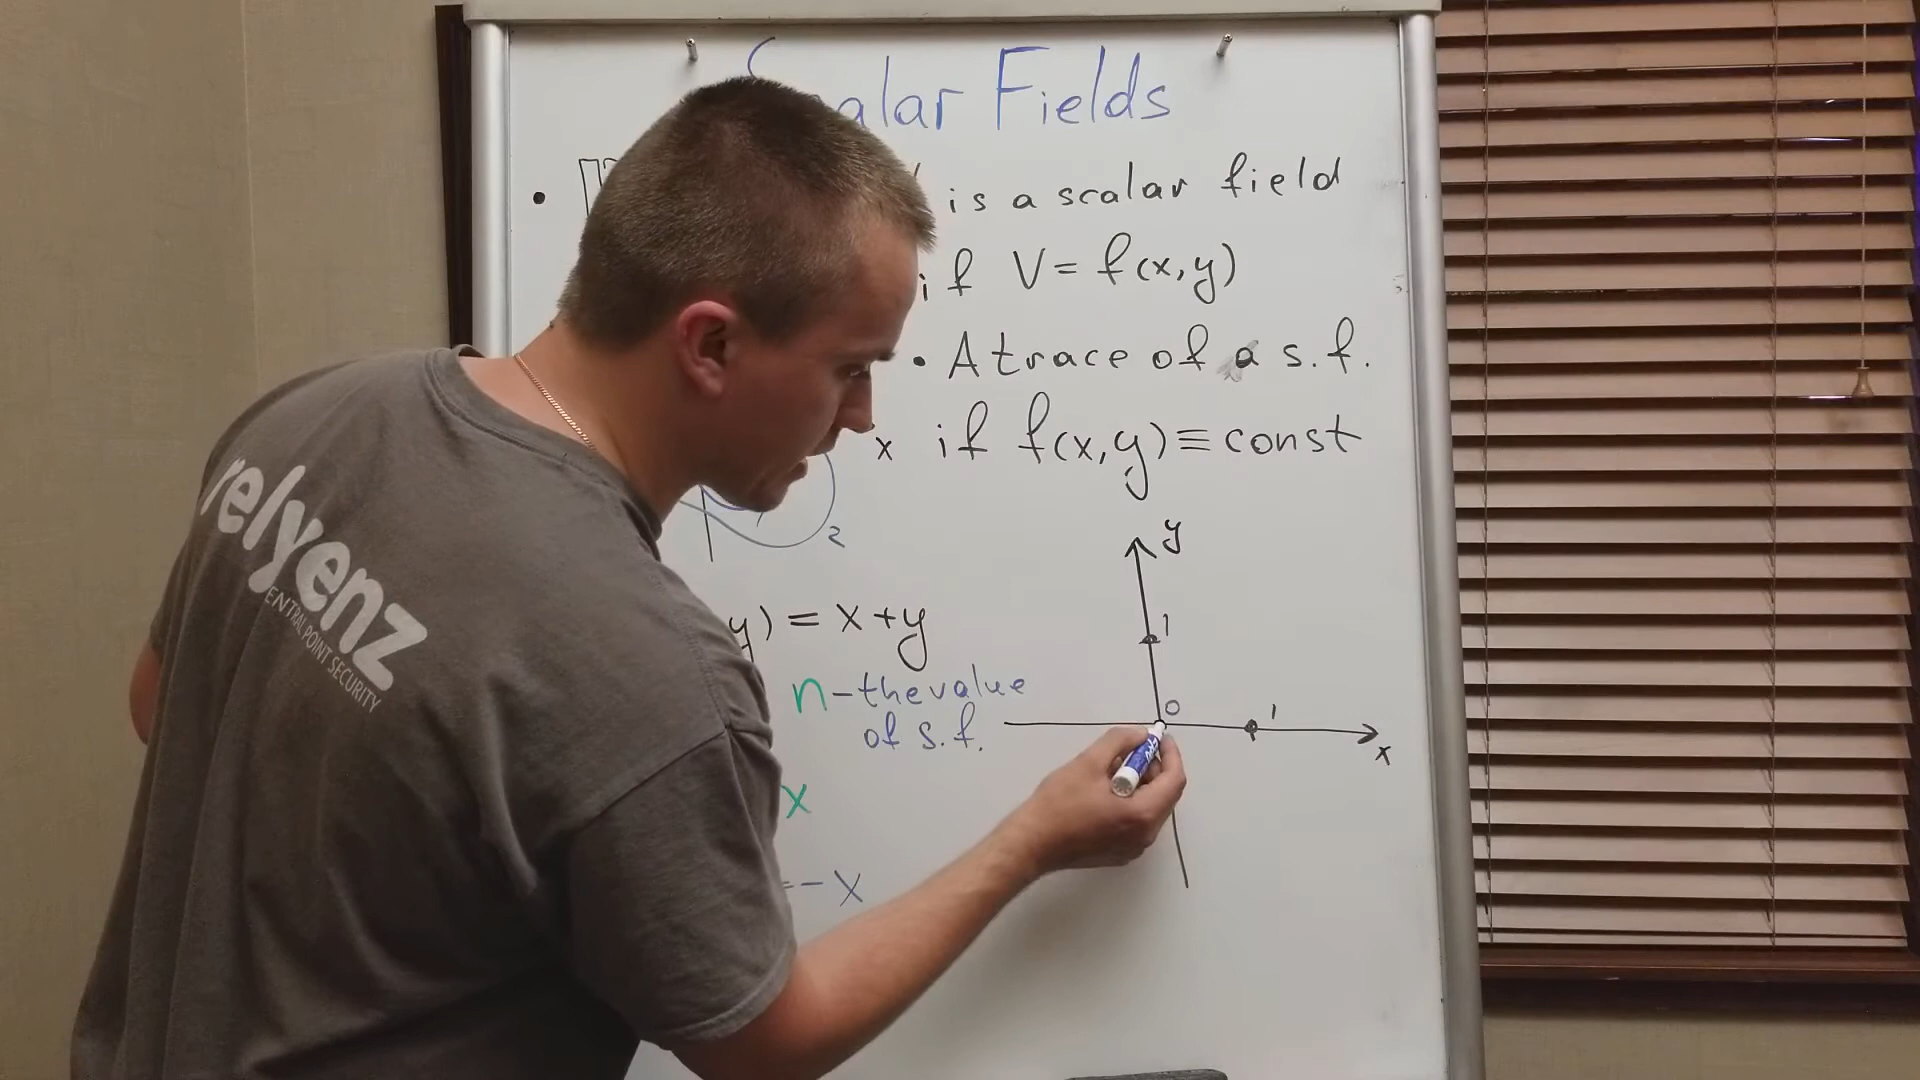 Scalar Fields
• is a scalar field
if V = f(x,y)
• A trace of a s.f.
x if f(x,y) ≡ const
2
y
1
y) = x+y
n - the value
of s.f.
0
1
x
x
= - x
relyenz
ENTRAL POINT SECURITY